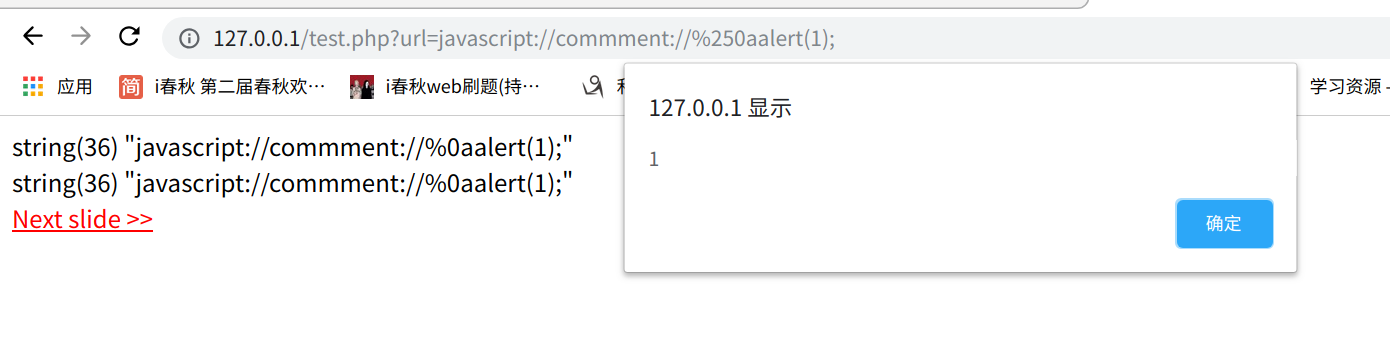 127.0.0.1/test.php?url=javascript://commment://%250aalert(1);
应用 简 i春秋 第二届春秋欢… i春秋web刷题(持… 学习资源 -
127.0.0.1 显示
1
确定
string(36) "javascript://commment://%0aalert(1);"
string(36) "javascript://commment://%0aalert(1);"
Next slide >>